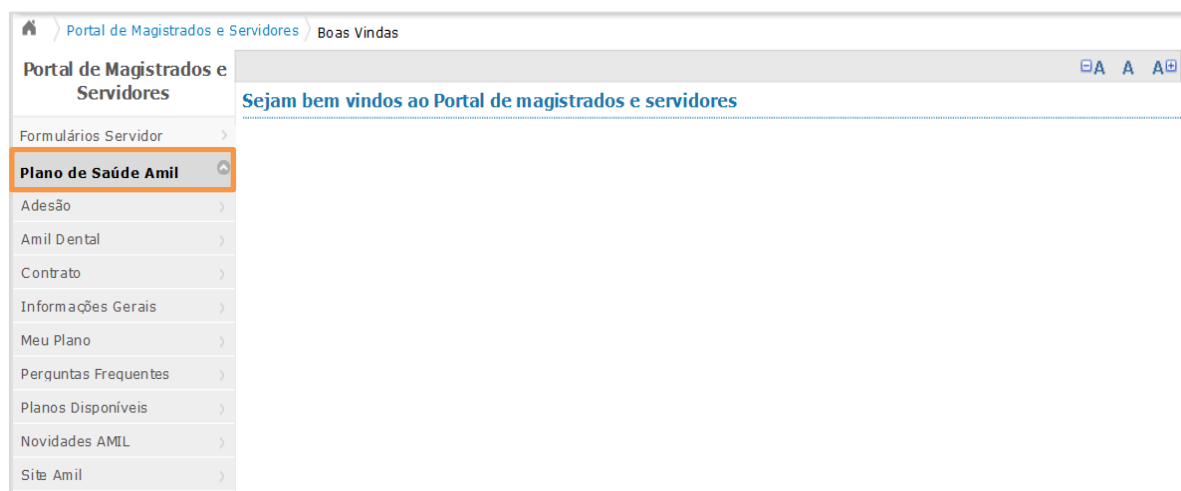 Portal de Magistrados e Servidores Boas Vindas
Portal de Magistrados e
Servidores
A A A
Sejam bem vindos ao Portal de magistrados e servidores
Formulários Servidor
Plano de Saúde Amil
Adesão
Amil Dental
Contrato
Informações Gerais
Meu Plano
Perguntas Frequentes
Planos Disponíveis
Novidades AMIL
Site Amil